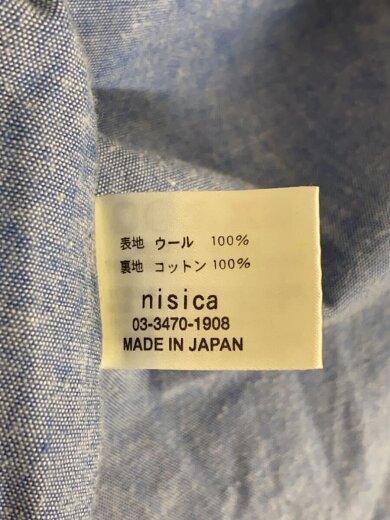 表地 ウール 100%
裏地 コットン 100%
nisica
03-3470-1908
MADE IN JAPAN